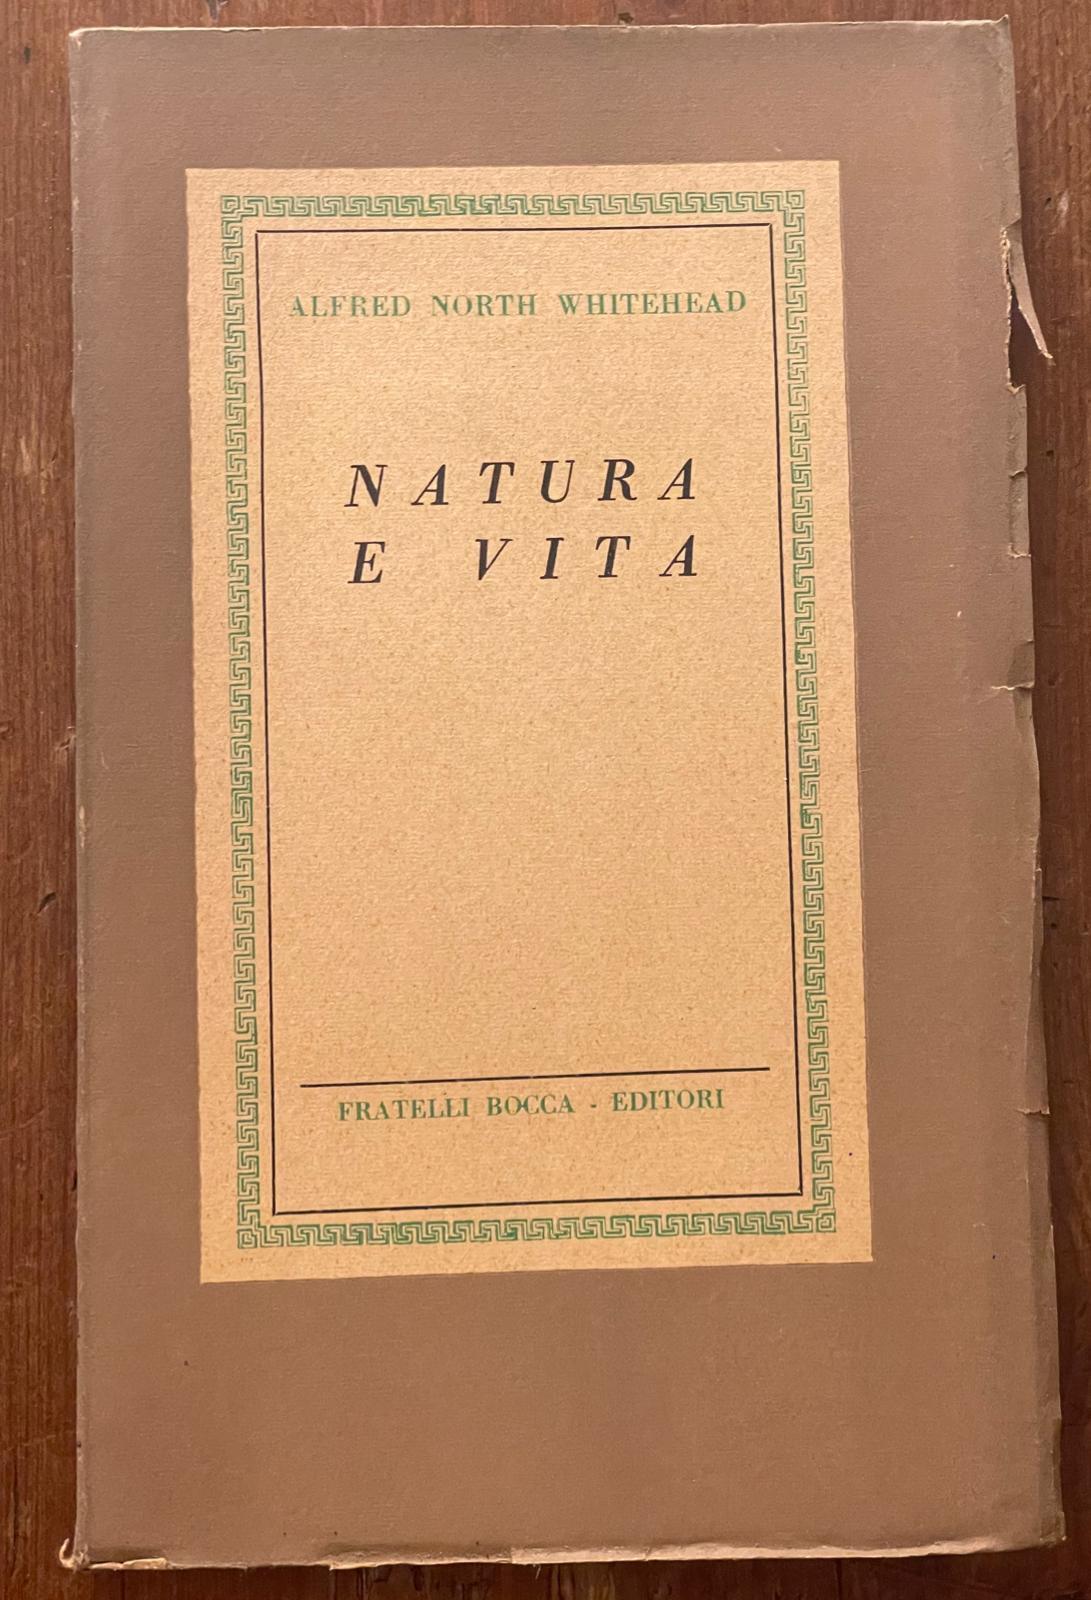 ALFRED NORTH WHITEHEAD
NATURA
E VITA
FRATELLI BOCCA - EDITORI